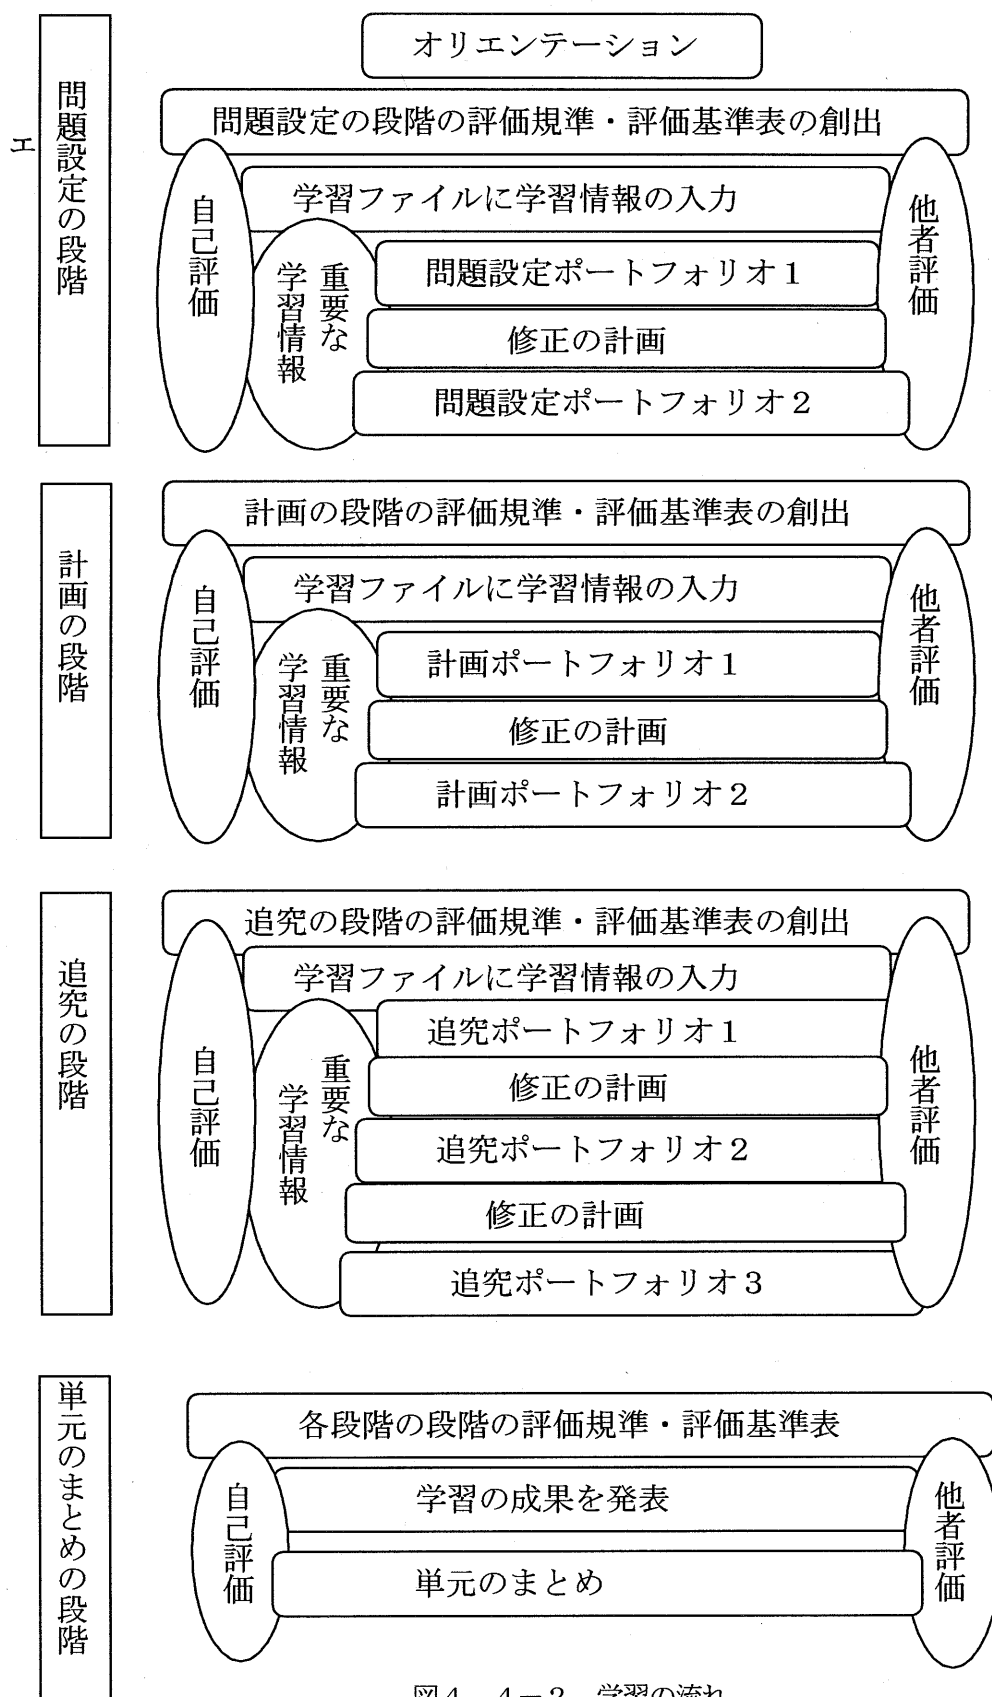 エ
問題設定の段階
オリエンテーション
問題設定の段階の評価規準・評価基準表の創出
自己評価
学習ファイルに学習情報の入力
他者評価
重要な
学習情報
問題設定ポートフォリオ1
修正の計画
問題設定ポートフォリオ2
計画の段階
計画の段階の評価規準・評価基準表の創出
自己評価
学習ファイルに学習情報の入力
他者評価
重要な
学習情報
計画ポートフォリオ1
修正の計画
計画ポートフォリオ2
追究の段階
追究の段階の評価規準・評価基準表の創出
自己評価
学習ファイルに学習情報の入力
他者評価
重要な
学習情報
追究ポートフォリオ1
修正の計画
追究ポートフォリオ2
修正の計画
追究ポートフォリオ3
単元のまとめの段階
各段階の段階の評価規準・評価基準表
自己評価
学習の成果を発表
他者評価
単元のまとめ
図4－4－2　学習の流れ